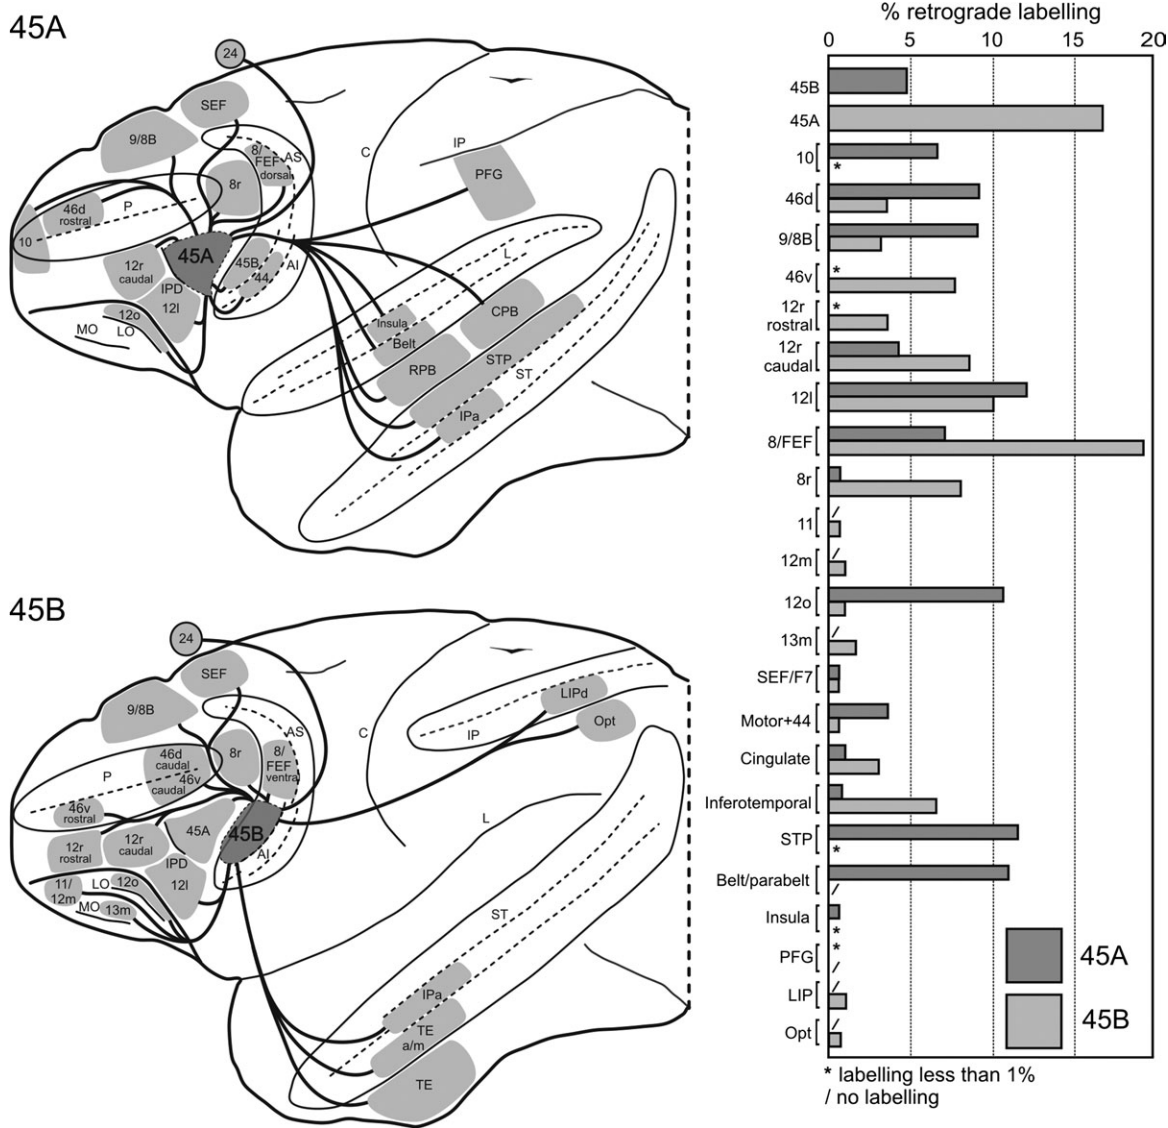 45A
24
SEF
9/8B
8/
FEF
dorsal
AS
8r
C
IP
PFG
P
46d
rostral
10
45A
12r
caudal
IPD
12l
45B
44
AI
12o
LO
MO
L
Insula
Belt
CPB
RPB
STP
ST
IPa
45B
24
SEF
9/8B
AS
8r
8/
FEF
ventral
C
LIPd
IP
Opt
P
46d
caudal
46v
caudal
46v
rostral
45A
45B
AI
12r
rostral
12r
caudal
IPD
12l
LO
12o
11/
12m
MO
13m
L
ST
IPa
TE
a/m
TE
% retrograde labelling
0 5 10 15 20
45B
45A
10 *
46d
9/8B
46v *
12r
rostral *
12r
caudal
12l
8/FEF
8r
11 /
12m /
12o
13m /
SEF/F7
Motor+44
Cingulate
Inferotemporal
STP *
Belt/parabelt /
Insula *
PFG * /
LIP /
Opt /
45A
45B
* labelling less than 1%
/ no labelling